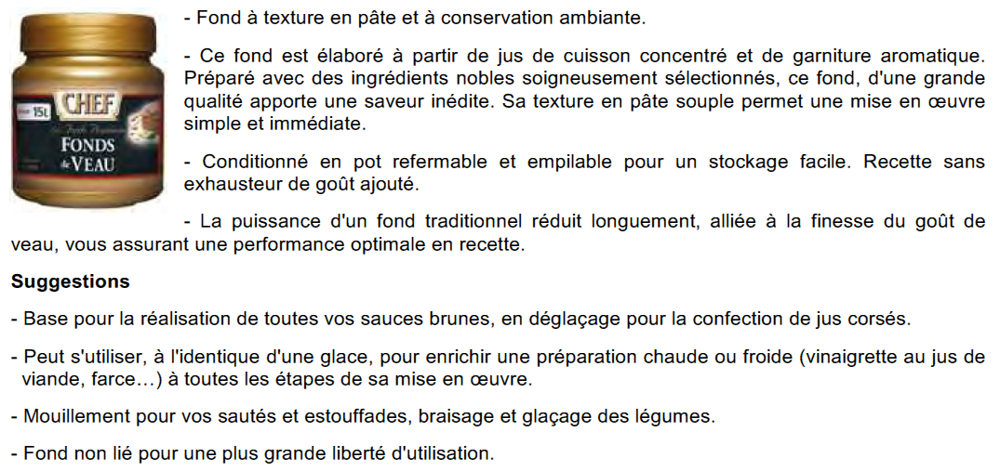 - Fond à texture en pâte et à conservation ambiante.
- Ce fond est élaboré à partir de jus de cuisson concentré et de garniture aromatique.
Préparé avec des ingrédients nobles soigneusement sélectionnés, ce fond, d'une grande
qualité apporte une saveur inédite. Sa texture en pâte souple permet une mise en œuvre
simple et immédiate.
CHEF
15L
FONDS
de VEAU
- Conditionné en pot refermable et empilable pour un stockage facile. Recette sans
exhausteur de goût ajouté.
- La puissance d'un fond traditionnel réduit longuement, alliée à la finesse du goût de
veau, vous assurant une performance optimale en recette.
Suggestions
- Base pour la réalisation de toutes vos sauces brunes, en déglaçage pour la confection de jus corsés.
- Peut s'utiliser, à l'identique d'une glace, pour enrichir une préparation chaude ou froide (vinaigrette au jus de
viande, farce…) à toutes les étapes de sa mise en œuvre.
- Mouillement pour vos sautés et estouffades, braisage et glaçage des légumes.
- Fond non lié pour une plus grande liberté d'utilisation.